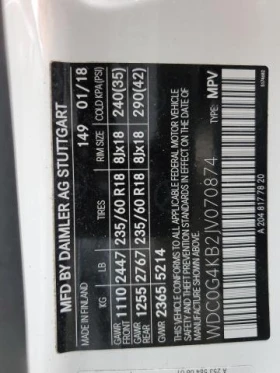 MFD BY DAIMLER AG STUTTGART
MADE IN FINLAND 149 01/18
KG LB TIRES RIM SIZE COLD KPA(PSI)
GAWR FRONT 1110 2447 235/60 R18 8Jx18 240(35)
GAWR REAR 1255 2767 235/60 R18 8Jx18 290(42)
GVWR 2365 5214
THIS VEHICLE CONFORMS TO ALL APPLICABLE FEDERAL MOTOR VEHICLE
SAFETY, BUMPER, AND THEFT PREVENTION STANDARDS IN EFFECT ON THE DATE OF
MANUFACTURE SHOWN ABOVE.
WDC0G4KB2JV070874 TYPE: MPV
A 204 817 78 20